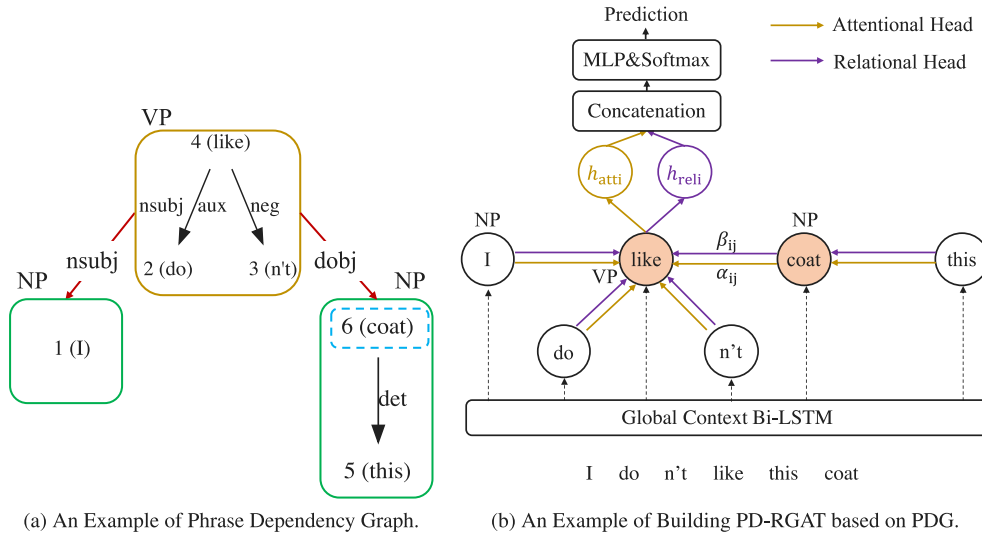 VP
4 (like)
nsubj
aux
neg
2 (do)
3 (n't)
nsubj
dobj
NP
1 (I)
NP
6 (coat)
det
5 (this)
(a) An Example of Phrase Dependency Graph.
Prediction
MLP&Softmax
Concatenation
Attentional Head
Relational Head
h_atti
h_reli
NP
I
like
VP
β_ij
α_ij
NP
coat
this
do
n't
Global Context Bi-LSTM
I do n't like this coat
(b) An Example of Building PD-RGAT based on PDG.